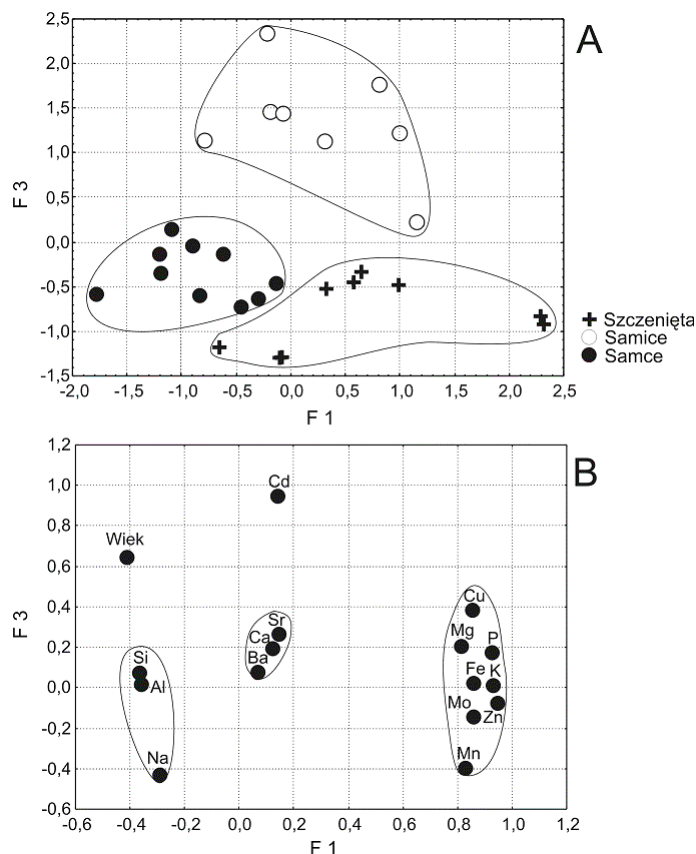 A
2,5
2,0
1,5
1,0
0,5
0,0
-0,5
-1,0
-1,5
F 3
-2,0 -1,5 -1,0 -0,5 0,0 0,5 1,0 1,5 2,0 2,5
F 1
Szczenięta
Samice
Samce
B
1,2
1,0
0,8
0,6
0,4
0,2
0,0
-0,2
-0,4
-0,6
F 3
Cd
Wiek
Cu
Sr
Mg
P
Ca
Si
Ba
Fe
K
Al
Mo
Zn
Na
Mn
-0,6 -0,4 -0,2 0,0 0,2 0,4 0,6 0,8 1,0 1,2
F 1